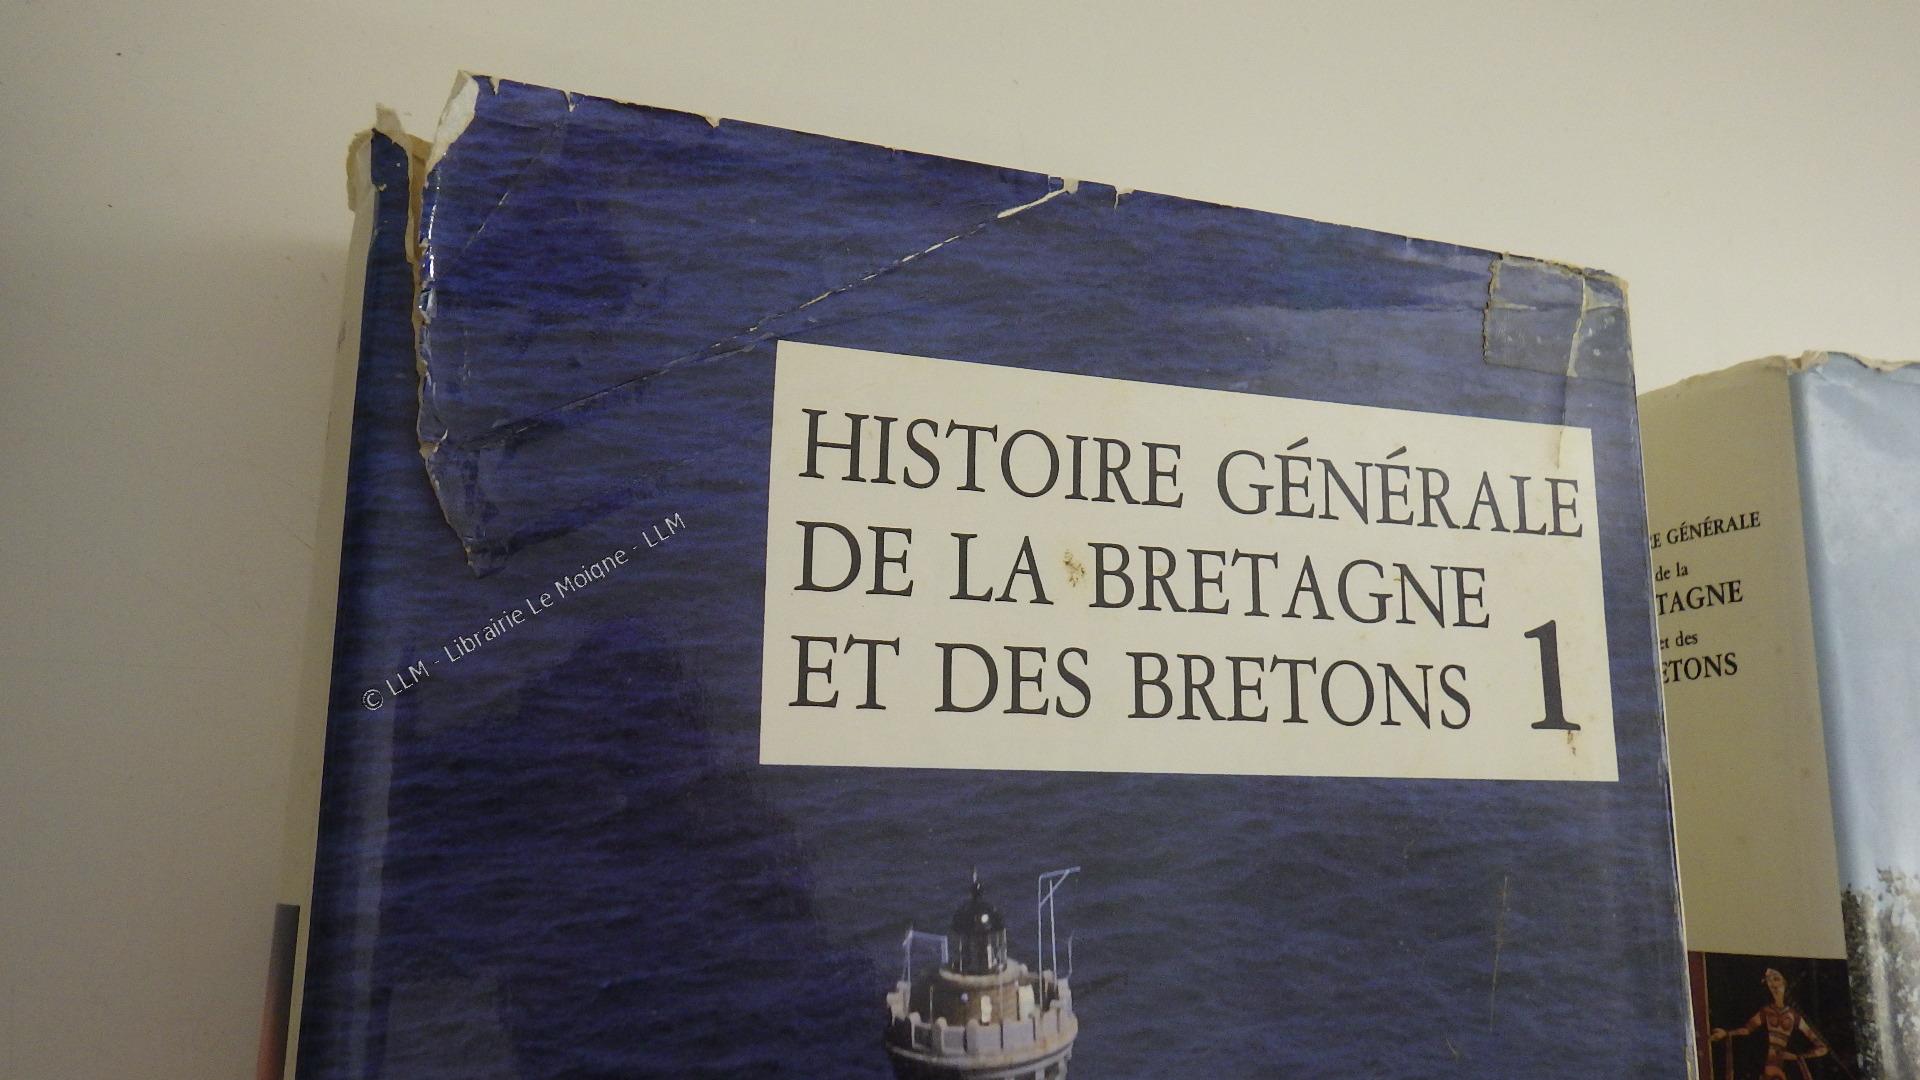 HISTOIRE GÉNÉRALE
DE LA BRETAGNE
ET DES BRETONS 1
© LLM - Librairie Le Moigne - LLM
GÉNÉRALE
de la
TAGNE
et des
ETONS